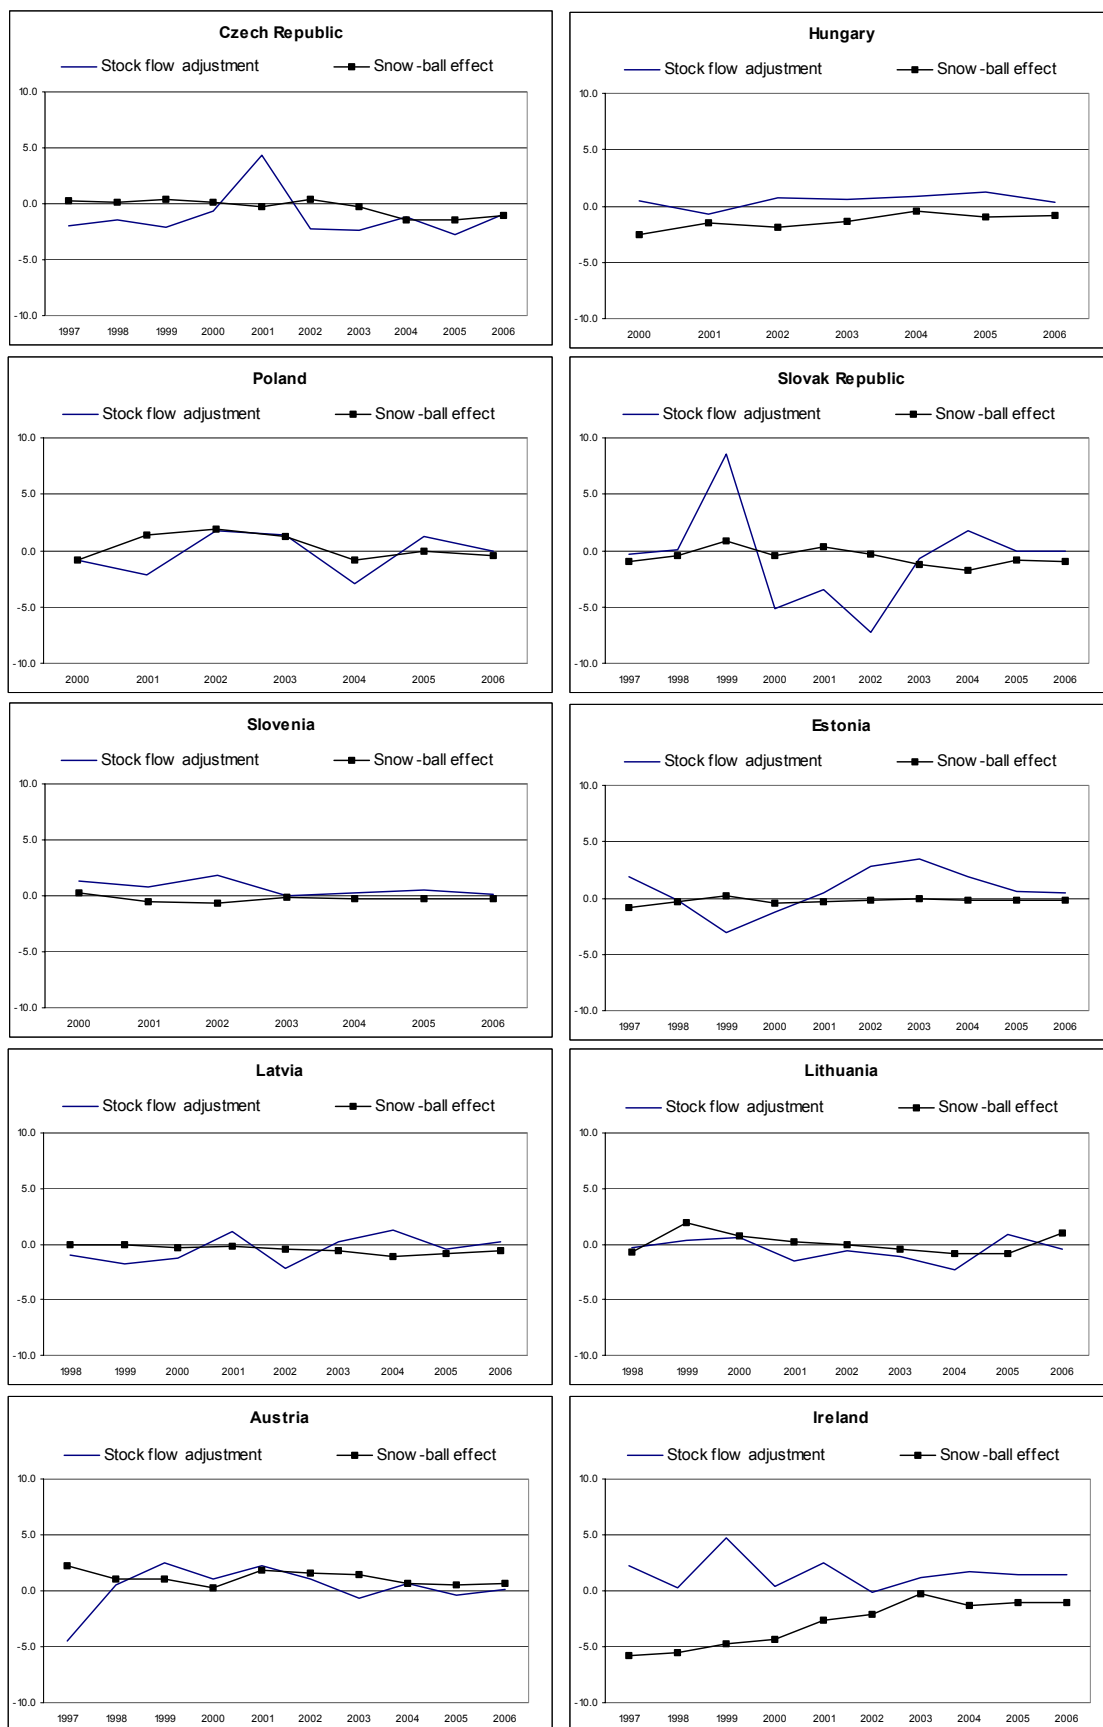 Czech Republic
Stock flow adjustment Snow-ball effect
10.0
5.0
0.0
-5.0
-10.0
1997 1998 1999 2000 2001 2002 2003 2004 2005 2006
Hungary
Stock flow adjustment Snow-ball effect
10.0
5.0
0.0
-5.0
-10.0
2000 2001 2002 2003 2004 2005 2006
Poland
Stock flow adjustment Snow-ball effect
10.0
5.0
0.0
-5.0
-10.0
2000 2001 2002 2003 2004 2005 2006
Slovak Republic
Stock flow adjustment Snow-ball effect
10.0
5.0
0.0
-5.0
-10.0
1997 1998 1999 2000 2001 2002 2003 2004 2005 2006
Slovenia
Stock flow adjustment Snow-ball effect
10.0
5.0
0.0
-5.0
-10.0
2000 2001 2002 2003 2004 2005 2006
Estonia
Stock flow adjustment Snow-ball effect
10.0
5.0
0.0
-5.0
-10.0
1997 1998 1999 2000 2001 2002 2003 2004 2005 2006
Latvia
Stock flow adjustment Snow-ball effect
10.0
5.0
0.0
-5.0
-10.0
1998 1999 2000 2001 2002 2003 2004 2005 2006
Lithuania
Stock flow adjustment Snow-ball effect
10.0
5.0
0.0
-5.0
-10.0
1998 1999 2000 2001 2002 2003 2004 2005 2006
Austria
Stock flow adjustment Snow-ball effect
10.0
5.0
0.0
-5.0
-10.0
1997 1998 1999 2000 2001 2002 2003 2004 2005 2006
Ireland
Stock flow adjustment Snow-ball effect
10.0
5.0
0.0
-5.0
-10.0
1997 1998 1999 2000 2001 2002 2003 2004 2005 2006